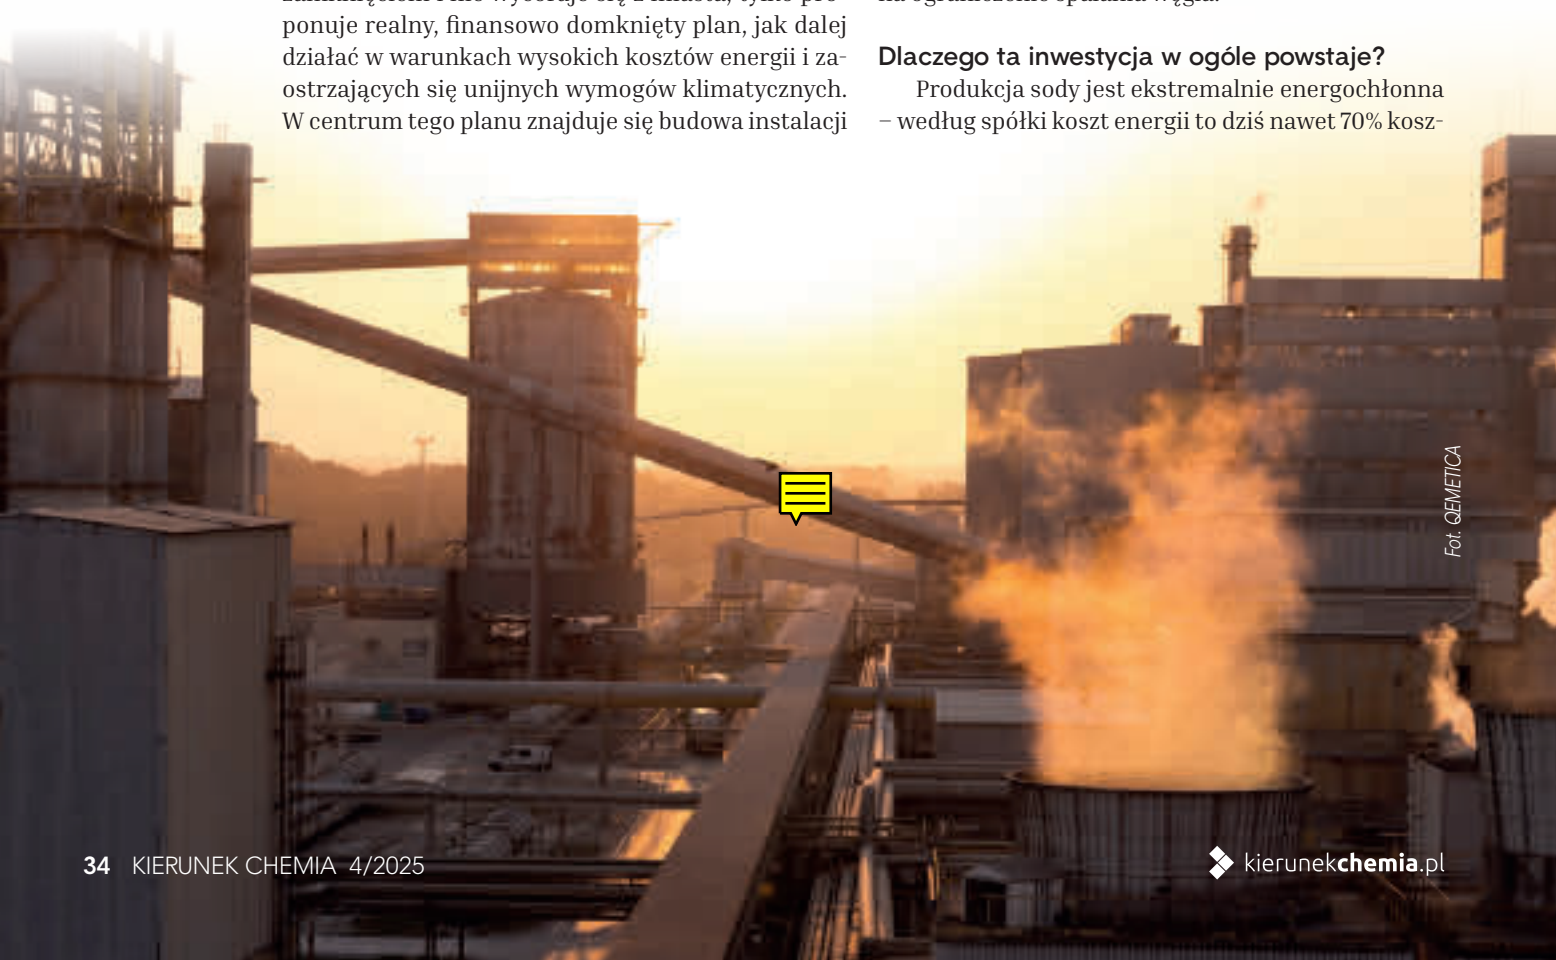 ponuje realny, finansowo domknięty plan, jak dalej
działać w warunkach wysokich kosztów energii i za-
ostrzających się unijnych wymogów klimatycznych.
W centrum tego planu znajduje się budowa instalacji
Dlaczego ta inwestycja w ogóle powstaje?
Produkcja sody jest ekstremalnie energochłonna
– według spółki koszt energii to dziś nawet 70% kosz-
Fot. QEMETICA
34 KIERUNEK CHEMIA 4/2025
kierunekchemia.pl